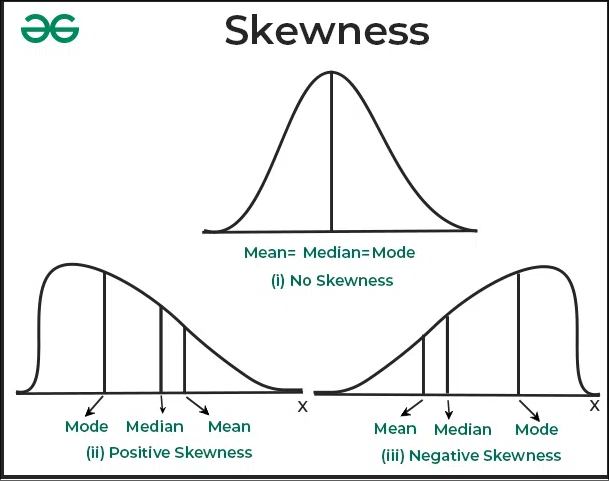 Skewness
Mean= Median=Mode
(i) No Skewness
X
Mode Median Mean
(ii) Positive Skewness
X
Mean Median Mode
(iii) Negative Skewness